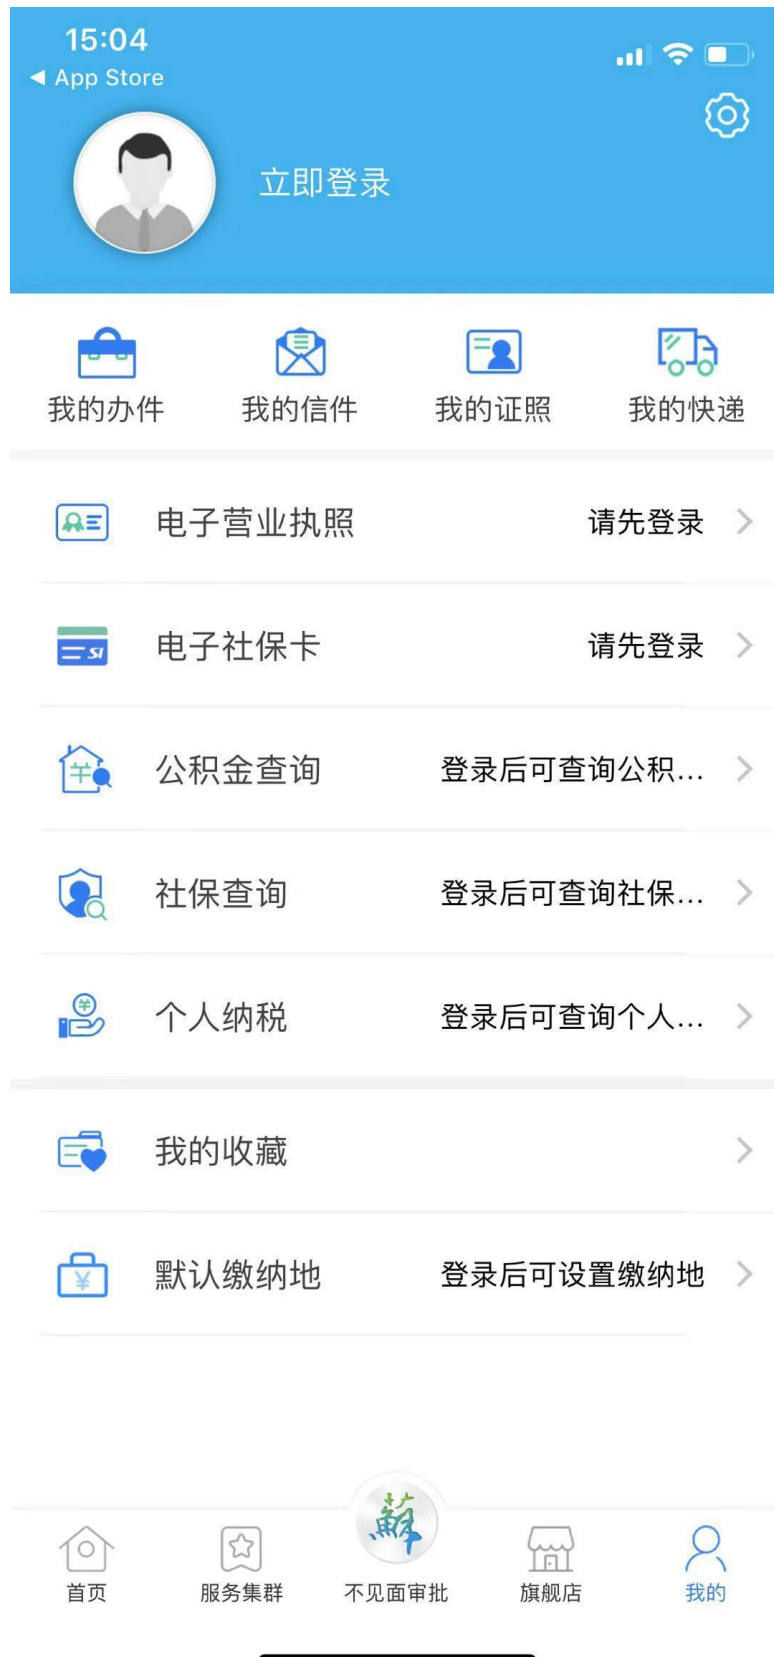 15:04
App Store
立即登录
我的办件 我的信件 我的证照 我的快递
电子营业执照 请先登录
SI 电子社保卡 请先登录
公积金查询 登录后可查询公积...
社保查询 登录后可查询社保...
个人纳税 登录后可查询个人...
我的收藏
¥ 默认缴纳地 登录后可设置缴纳地
蘇
首页 服务集群 不见面审批 旗舰店 我的